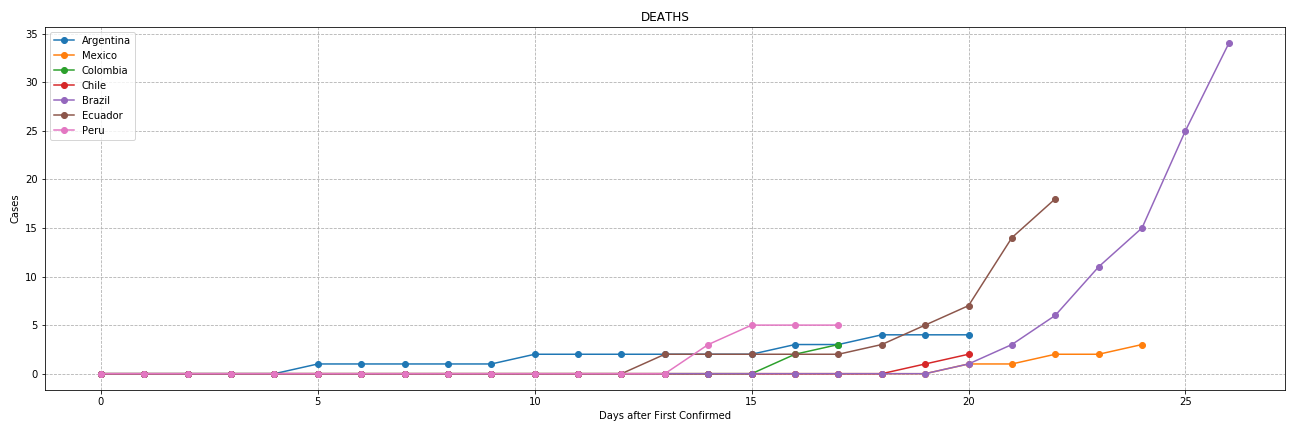 DEATHS
35
30
25
20
15
10
5
0
Cases
Argentina
Mexico
Colombia
Chile
Brazil
Ecuador
Peru
0 5 10 15 20 25
Days after First Confirmed